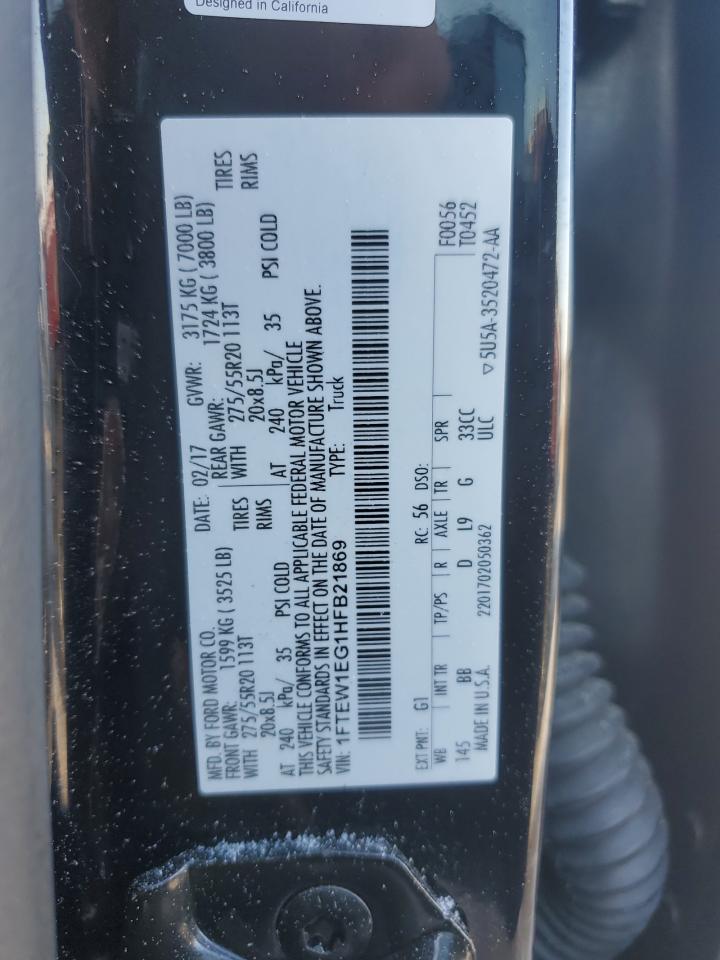 Designed in California
MFD. BY FORD MOTOR CO. DATE: 02/17 GVWR: 3175 KG ( 7000 LB)
FRONT GAWR: 1599 KG ( 3525 LB) REAR GAWR: 1724 KG ( 3800 LB)
WITH 275/55R20 113T TIRES WITH 275/55R20 113T TIRES
20x8.5J RIMS 20x8.5J RIMS
AT 240 kPa/ 35 PSI COLD AT 240 kPa/ 35 PSI COLD
THIS VEHICLE CONFORMS TO ALL APPLICABLE FEDERAL MOTOR VEHICLE
SAFETY STANDARDS IN EFFECT ON THE DATE OF MANUFACTURE SHOWN ABOVE.
VIN: 1FTEW1EG1HFB21869 TYPE: Truck
EXT PNT: G1 RC: 56 DSO: F0056
WB INT TR TP/PS R AXLE TR SPR T0452
145 BB D L9 G 33CC
MADE IN U.S.A. 2201702050362 ULC ▽5U5A-3520472-AA